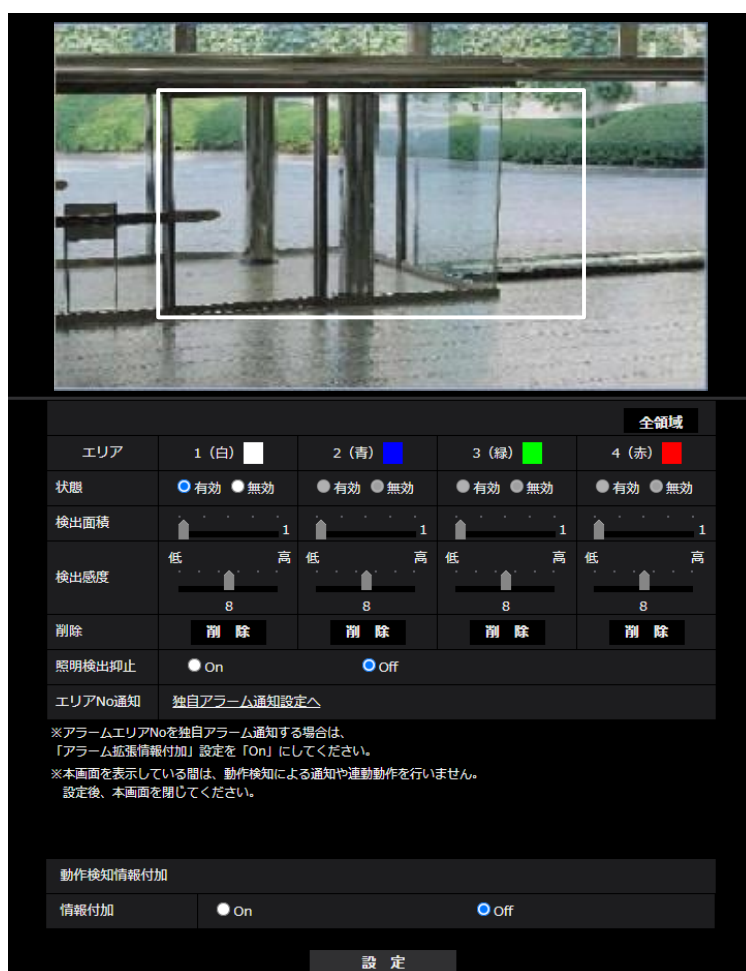 全領域
エリア 1（白） 2（青） 3（緑） 4（赤）
状態 有効 無効 有効 無効 有効 無効 有効 無効
検出面積 1 1 1 1
検出感度 低 高 低 高 低 高 低 高
8 8 8 8
削除 削 除 削 除 削 除 削 除
照明検出抑止 On Off
エリアNo通知 独自アラーム通知設定へ
※アラームエリアNoを独自アラーム通知する場合は、
「アラーム拡張情報付加」設定を「On」にしてください。
※本画面を表示している間は、動作検知による通知や連動動作を行いません。
設定後、本画面を閉じてください。
動作検知情報付加
情報付加 On Off
設 定